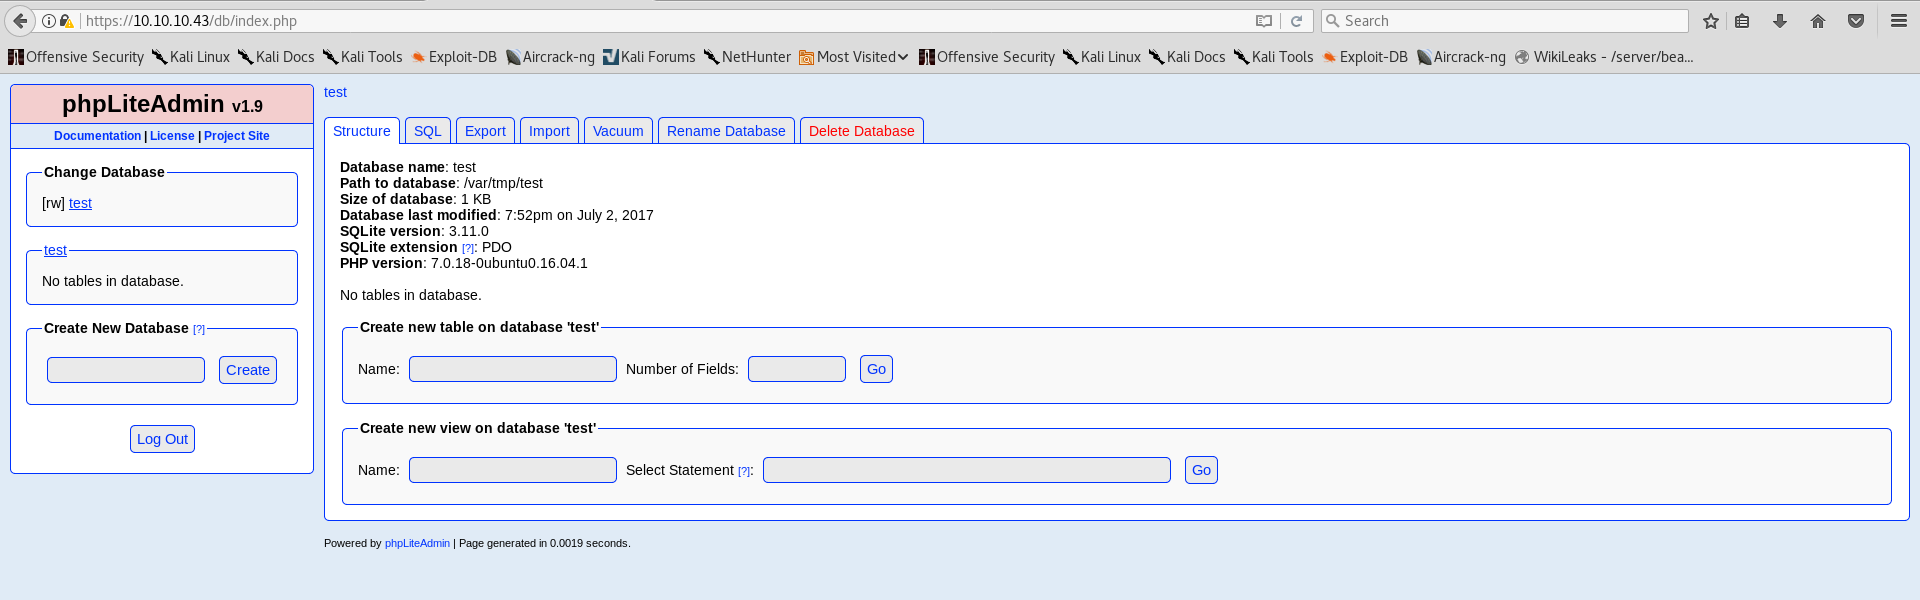 https://10.10.10.43/db/index.php
Search
Offensive Security Kali Linux Kali Docs Kali Tools Exploit-DB Aircrack-ng Kali Forums NetHunter Most Visited Offensive Security Kali Linux Kali Docs Kali Tools Exploit-DB Aircrack-ng WikiLeaks - /server/bea...
phpLiteAdmin v1.9
Documentation | License | Project Site
Change Database
[rw] test
test
No tables in database.
Create New Database [?]
Create
Log Out
test
Structure SQL Export Import Vacuum Rename Database Delete Database
Database name: test
Path to database: /var/tmp/test
Size of database: 1 KB
Database last modified: 7:52pm on July 2, 2017
SQLite version: 3.11.0
SQLite extension [?]: PDO
PHP version: 7.0.18-0ubuntu0.16.04.1
No tables in database.
Create new table on database 'test'
Name: Number of Fields: Go
Create new view on database 'test'
Name: Select Statement [?]: Go
Powered by phpLiteAdmin | Page generated in 0.0019 seconds.